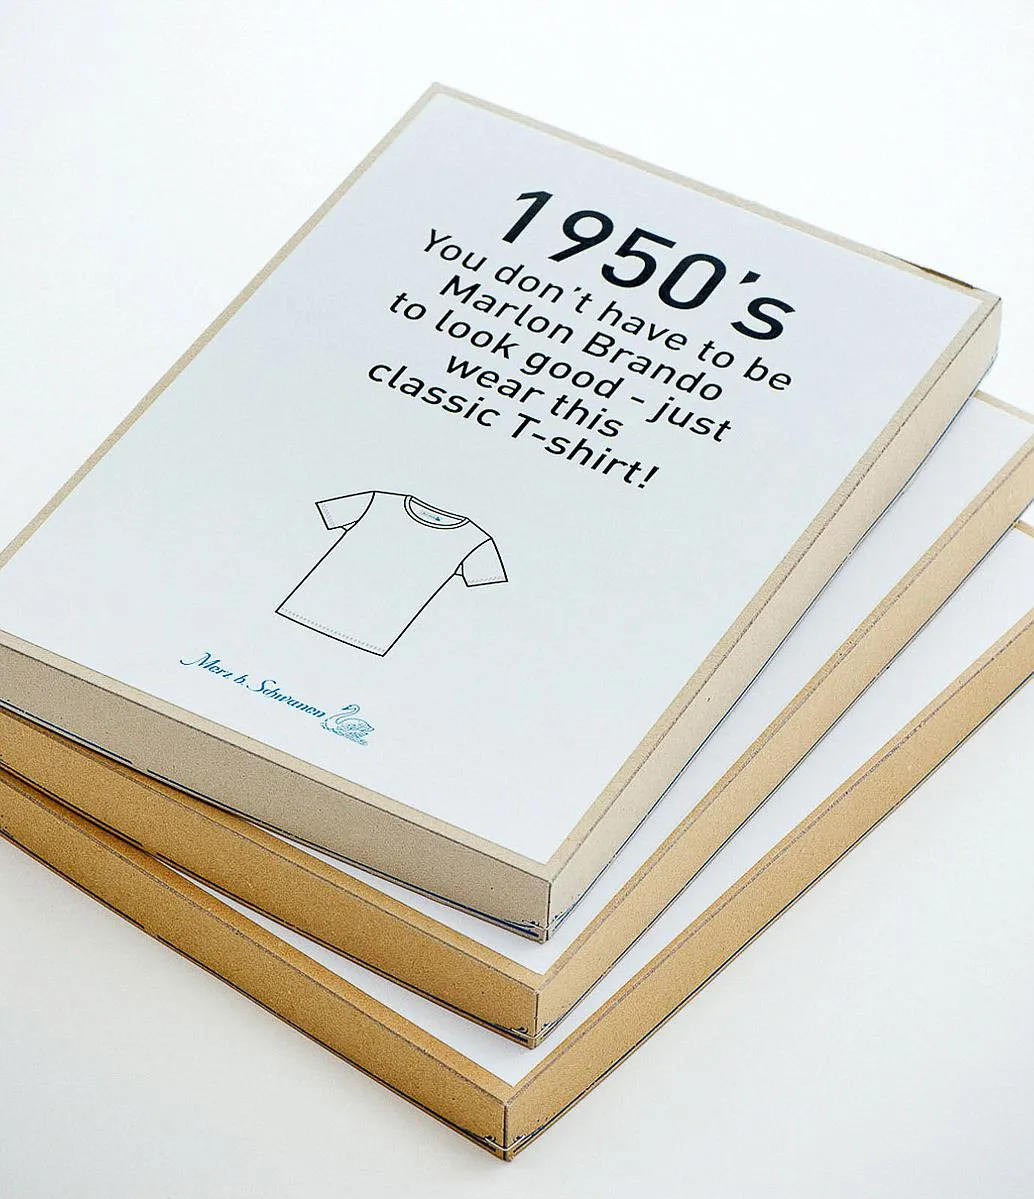 1950's
You don't have to be
Marlon Brando
to look good - just
wear this
classic T-shirt!
Merz b. Schwanen